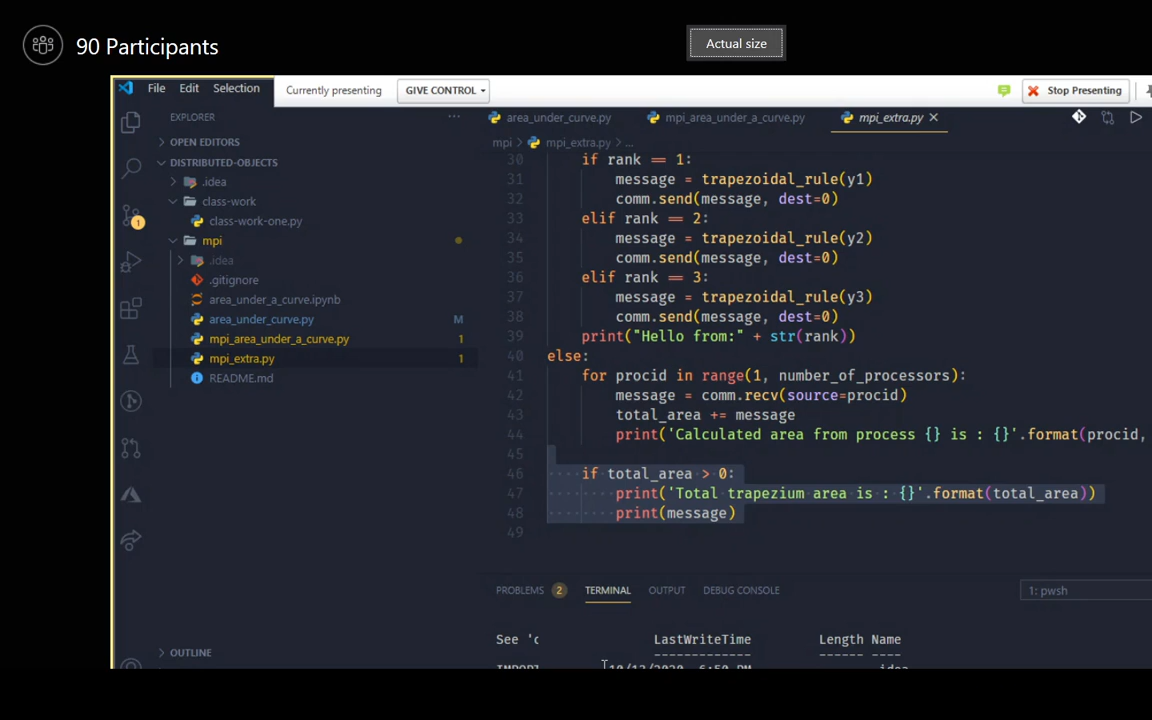 90 Participants
Actual size
File Edit Selection
Currently presenting
GIVE CONTROL
Stop Presenting
EXPLORER
OPEN EDITORS
DISTRIBUTED-OBJECTS
.idea
class-work
class-work-one.py
1
mpi
.idea
.gitignore
area_under_a_curve.ipynb
area_under_curve.py M
mpi_area_under_a_curve.py 1
mpi_extra.py 1
README.md
OUTLINE
area_under_curve.py mpi_area_under_a_curve.py mpi_extra.py
mpi > mpi_extra.py > ...
30 if rank == 1:
31 message = trapezoidal_rule(y1)
32 comm.send(message, dest=0)
33 elif rank == 2:
34 message = trapezoidal_rule(y2)
35 comm.send(message, dest=0)
36 elif rank == 3:
37 message = trapezoidal_rule(y3)
38 comm.send(message, dest=0)
39 print("Hello from:" + str(rank))
40 else:
41 for procid in range(1, number_of_processors):
42 message = comm.recv(source=procid)
43 total_area += message
44 print('Calculated area from process {} is : {}'.format(procid,
45
46 if total_area > 0:
47 print('Total trapezium area is : {}'.format(total_area))
48 print(message)
49
PROBLEMS 2 TERMINAL OUTPUT DEBUG CONSOLE
1: pwsh
See 'c LastWriteTime Length Name
------------- ------ ----
10/13/2020 6:50 PM .idea